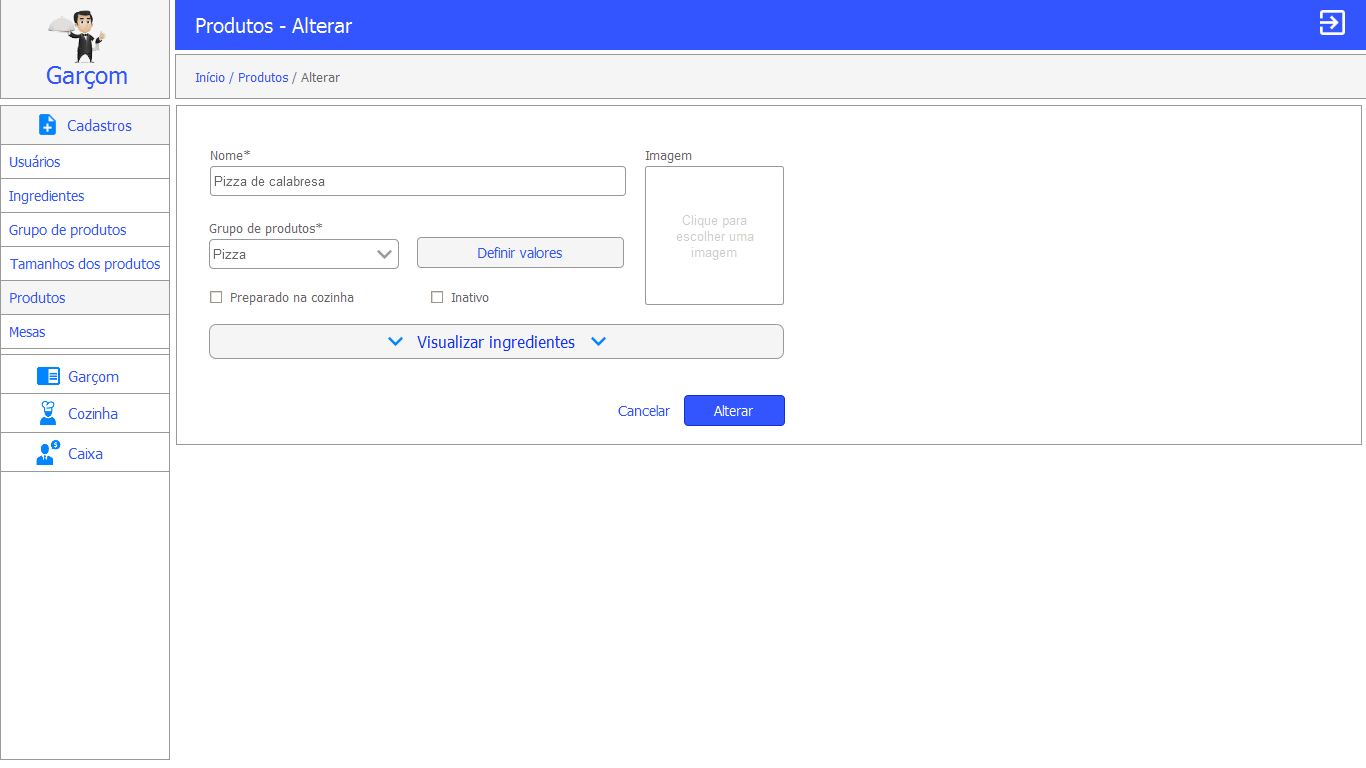 Garçom
Produtos - Alterar
Início / Produtos / Alterar
Cadastros
Usuários
Ingredientes
Grupo de produtos
Tamanhos dos produtos
Produtos
Mesas
Garçom
Cozinha
Caixa
Nome*
Pizza de calabresa
Imagem
Clique para
escolher uma
imagem
Grupo de produtos*
Pizza
Definir valores
Preparado na cozinha
Inativo
Visualizar ingredientes
Cancelar
Alterar